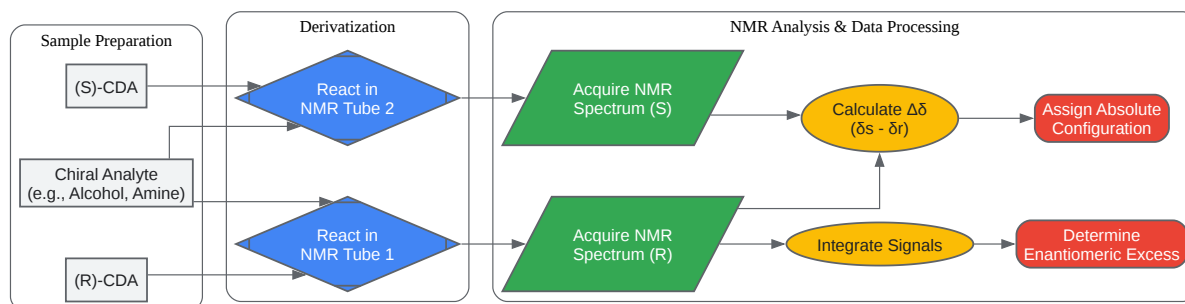 Sample Preparation
(S)-CDA
Chiral Analyte
(e.g., Alcohol, Amine)
(R)-CDA
Derivatization
React in
NMR Tube 2
React in
NMR Tube 1
NMR Analysis & Data Processing
Acquire NMR
Spectrum (S)
Calculate Δδ
(δs - δr)
Assign Absolute
Configuration
Acquire NMR
Spectrum (R)
Integrate Signals
Determine
Enantiomeric Excess